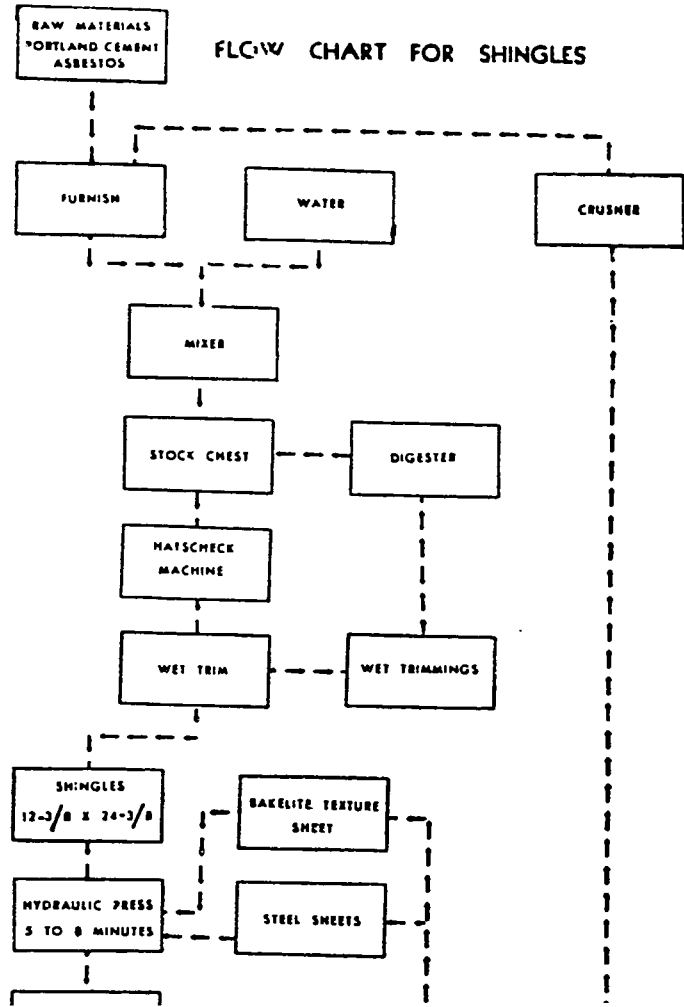 RAW MATERIALS
PORTLAND CEMENT
ASBESTOS
FLOW CHART FOR SHINGLES
FURNISH
WATER
CRUSHER
MIXER
STOCK CHEST
DIGESTER
HATSCHECK
MACHINE
WET TRIM
WET TRIMMINGS
SHINGLES
12-3/8 X 24-3/8
BAKELITE TEXTURE
SHEET
HYDRAULIC PRESS
5 TO 8 MINUTES
STEEL SHEETS